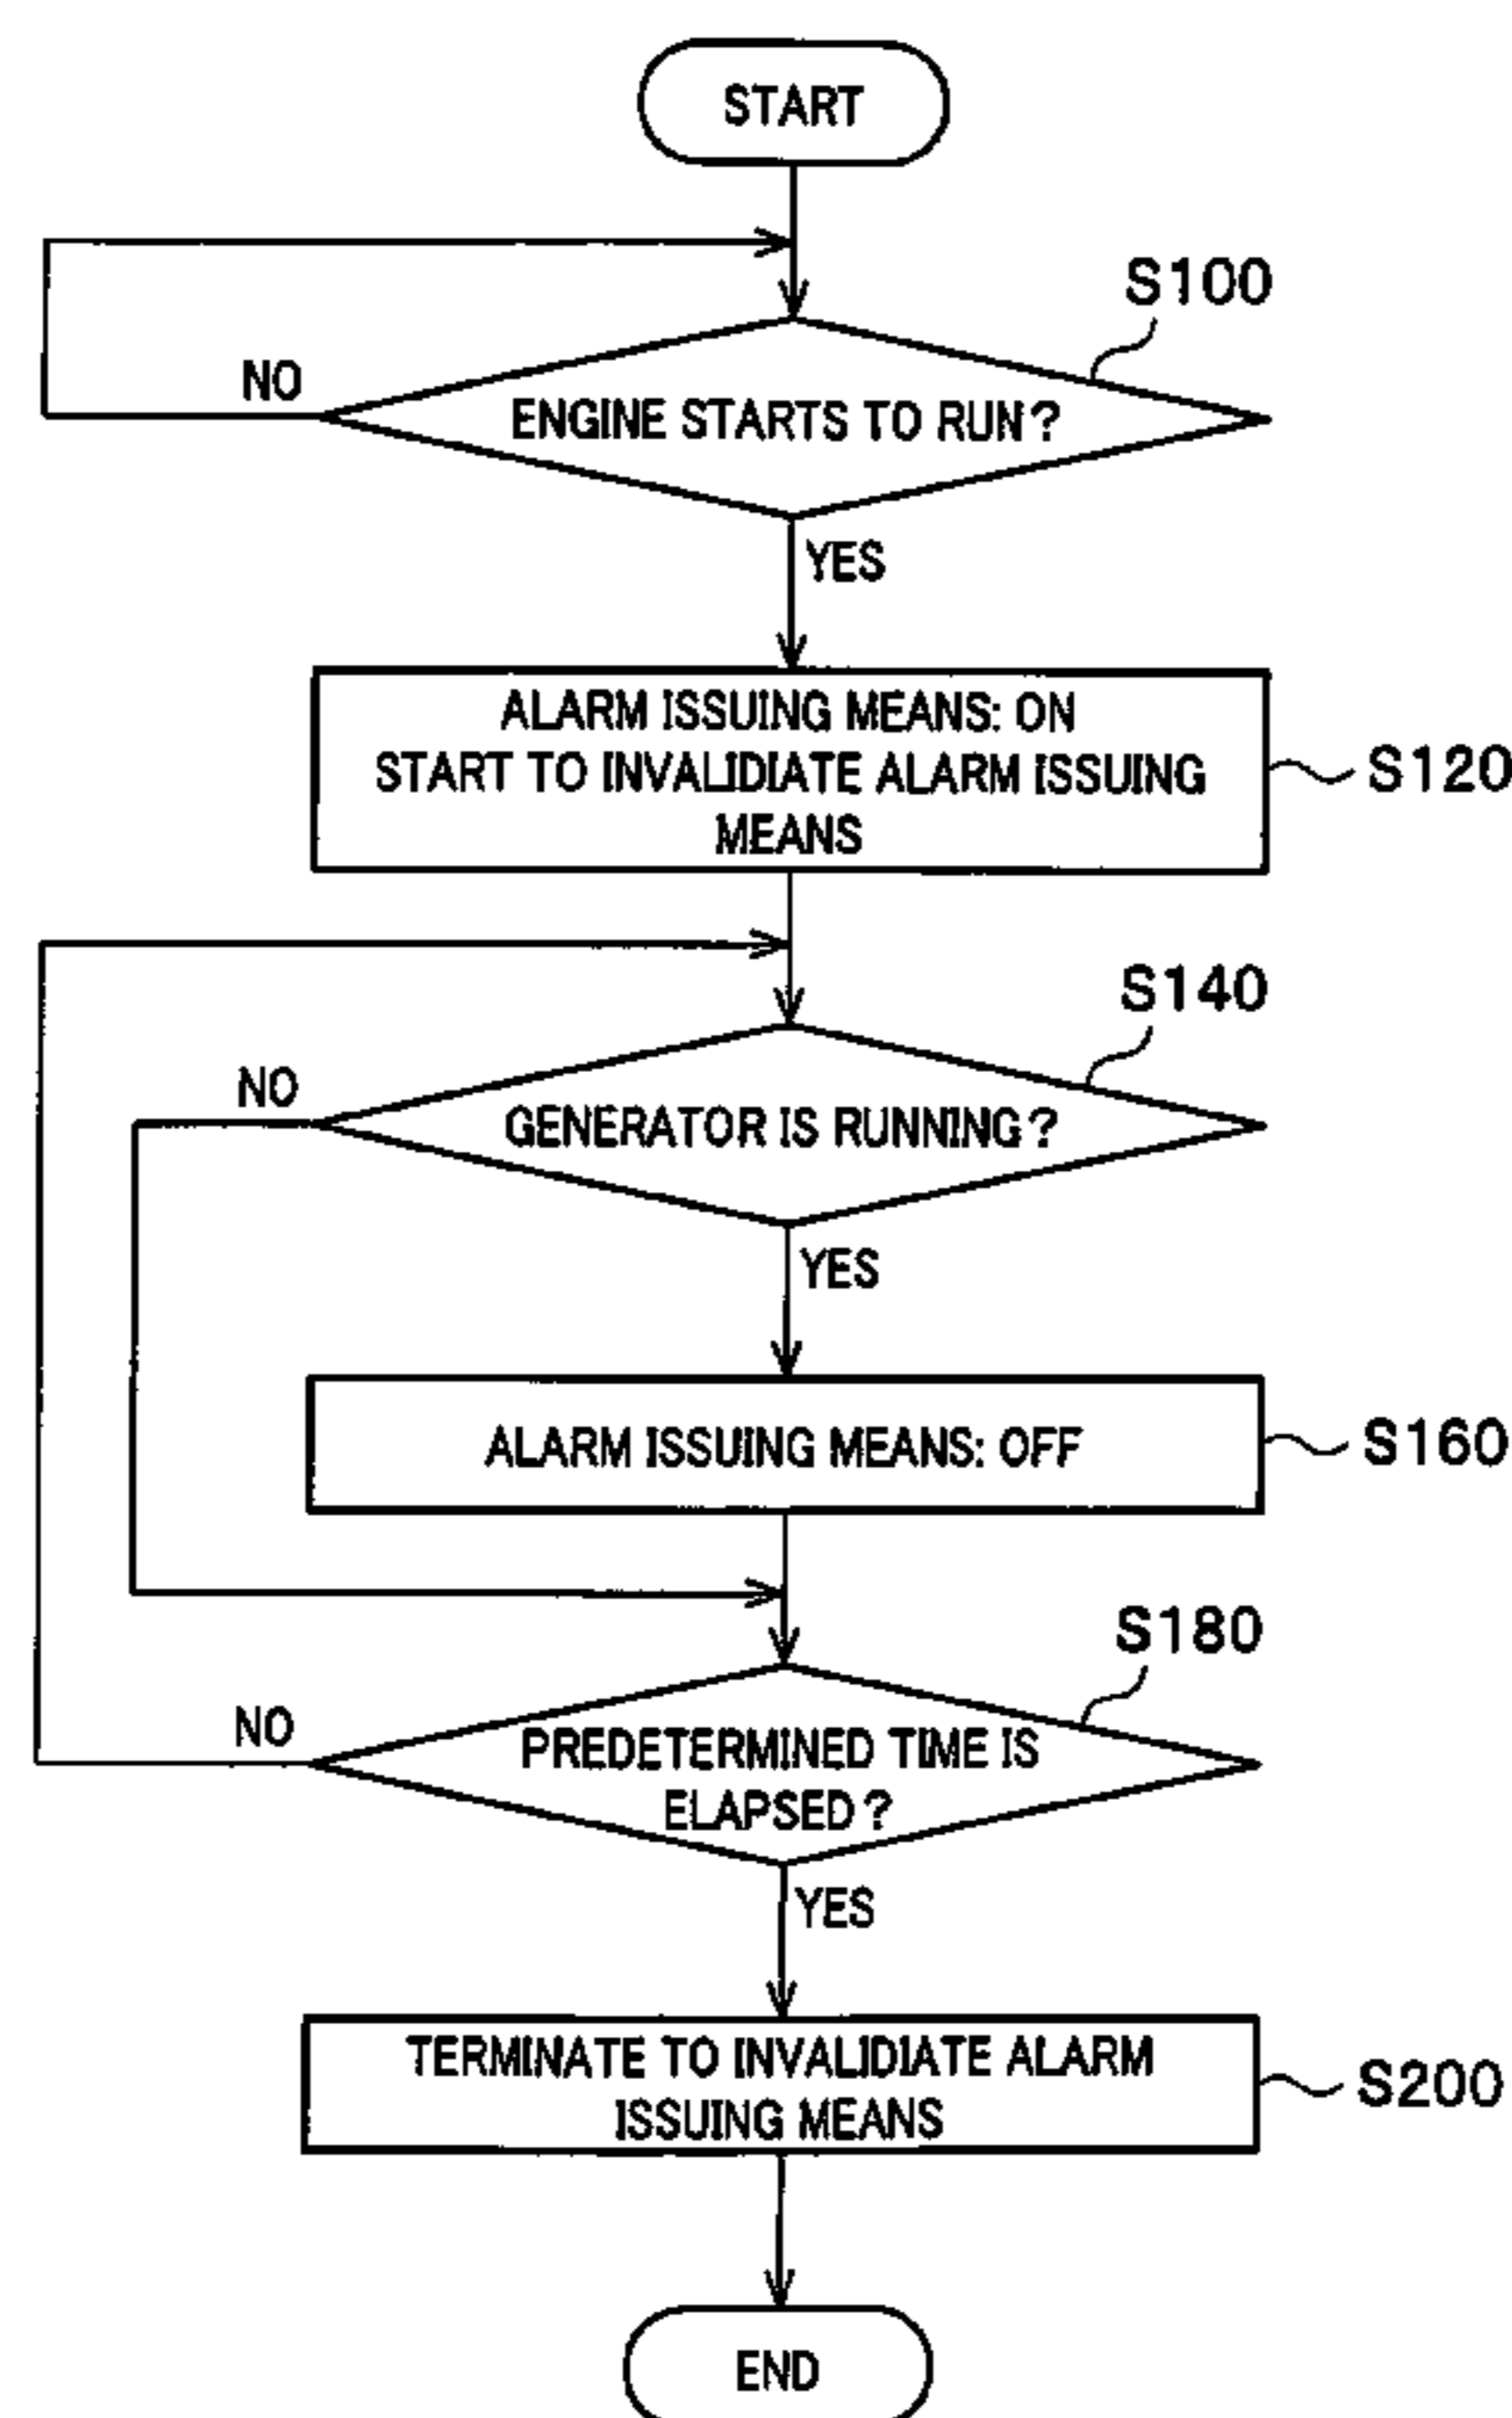 START
S100
NO
ENGINE STARTS TO RUN?
YES
ALARM ISSUING MEANS: ON
START TO INVALIDIATE ALARM ISSUING
MEANS
S120
S140
NO
GENERATOR IS RUNNING?
YES
ALARM ISSUING MEANS: OFF
S160
S180
NO
PREDETERMINED TIME IS
ELAPSED?
YES
TERMINATE TO INVALIDIATE ALARM
ISSUING MEANS
S200
END